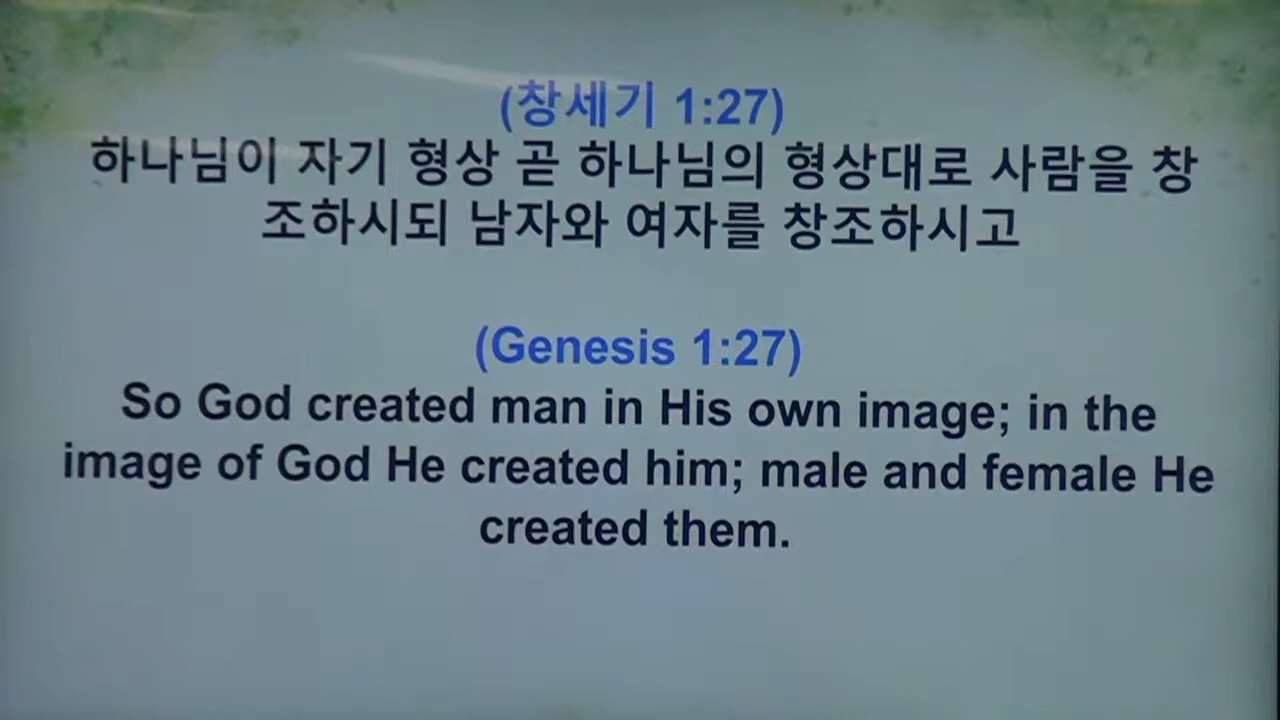 (창세기 1:27)
하나님이 자기 형상 곧 하나님의 형상대로 사람을 창
조하시되 남자와 여자를 창조하시고
(Genesis 1:27)
So God created man in His own image; in the
image of God He created him; male and female He
created them.